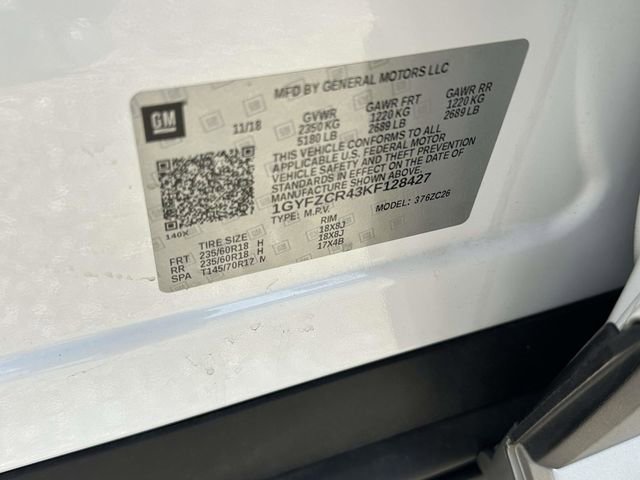 MFD BY GENERAL MOTORS LLC
GM
11/18
GVWR GAWR FRT GAWR RR
2350 KG 1220 KG 1220 KG
5180 LB 2689 LB 2689 LB
THIS VEHICLE CONFORMS TO ALL
APPLICABLE U.S. FEDERAL MOTOR
VEHICLE SAFETY AND THEFT PREVENTION
STANDARDS IN EFFECT ON THE DATE OF
MANUFACTURE SHOWN ABOVE.
1GYFZCR43KF128427
140X
TYPE: M.P.V. MODEL: 376ZC26
TIRE SIZE RIM
FRT 235/60R18 H 18X8J
RR 235/60R18 H 18X8J
SPA T145/70R17 M 17X4B